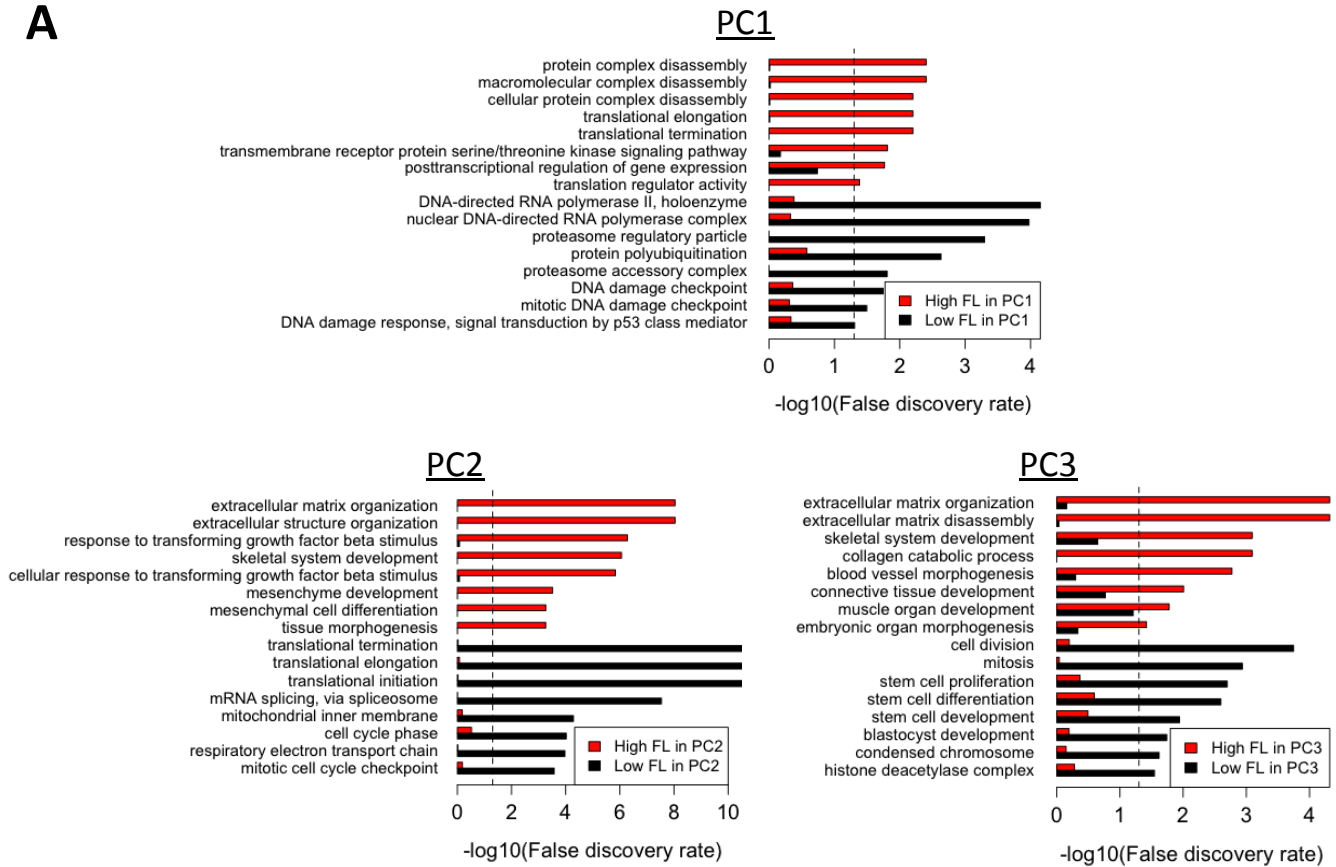 A
PC1
protein complex disassembly
macromolecular complex disassembly
cellular protein complex disassembly
translational elongation
translational termination
transmembrane receptor protein serine/threonine kinase signaling pathway
posttranscriptional regulation of gene expression
translation regulator activity
DNA-directed RNA polymerase II, holoenzyme
nuclear DNA-directed RNA polymerase complex
proteasome regulatory particle
protein polyubiquitination
proteasome accessory complex
DNA damage checkpoint
mitotic DNA damage checkpoint
DNA damage response, signal transduction by p53 class mediator
High FL in PC1
Low FL in PC1
0 1 2 3 4
-log10(False discovery rate)
PC2
extracellular matrix organization
extracellular structure organization
response to transforming growth factor beta stimulus
skeletal system development
cellular response to transforming growth factor beta stimulus
mesenchyme development
mesenchymal cell differentiation
tissue morphogenesis
translational termination
translational elongation
translational initiation
mRNA splicing, via spliceosome
mitochondrial inner membrane
cell cycle phase
respiratory electron transport chain
mitotic cell cycle checkpoint
High FL in PC2
Low FL in PC2
0 2 4 6 8 10
-log10(False discovery rate)
PC3
extracellular matrix organization
extracellular matrix disassembly
skeletal system development
collagen catabolic process
blood vessel morphogenesis
connective tissue development
muscle organ development
embryonic organ morphogenesis
cell division
mitosis
stem cell proliferation
stem cell differentiation
stem cell development
blastocyst development
condensed chromosome
histone deacetylase complex
High FL in PC3
Low FL in PC3
0 1 2 3 4
-log10(False discovery rate)